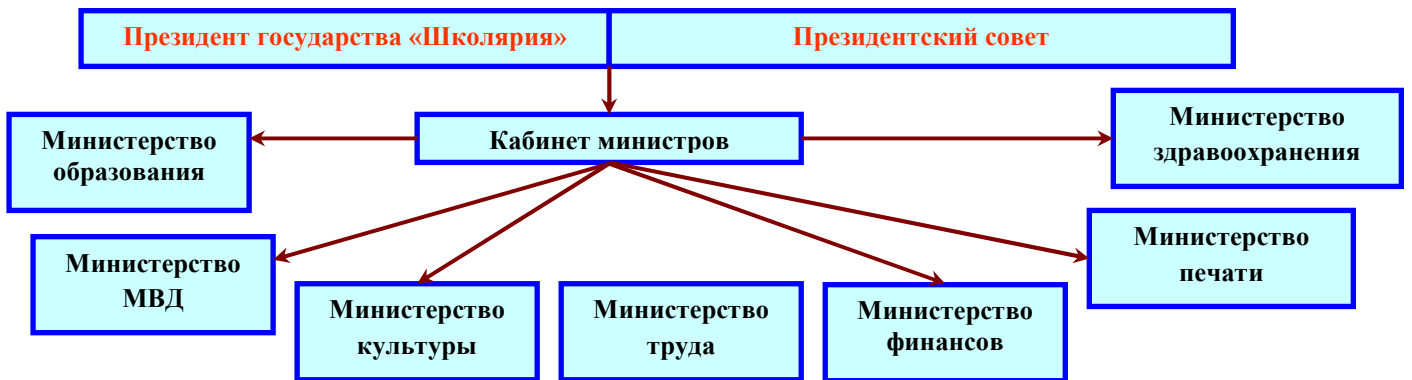 Президент государства «Школярия»
Президентский совет
Министерство
образования
Кабинет министров
Министерство
здравоохранения
Министерство
МВД
Министерство
культуры
Министерство
труда
Министерство
финансов
Министерство
печати